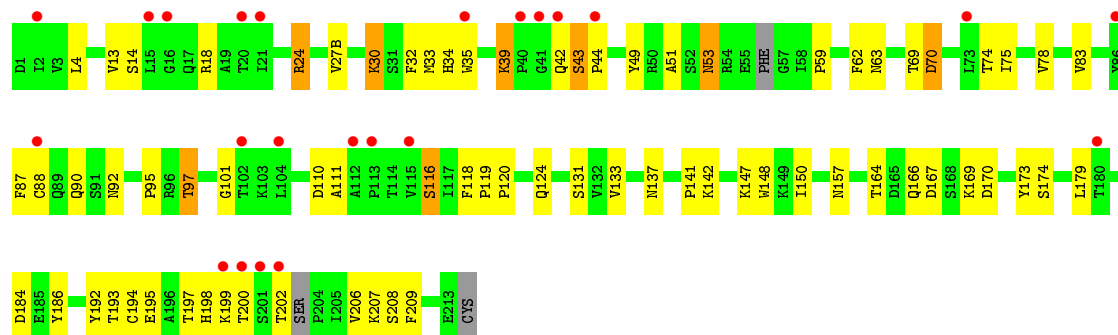 D1 I2 V3 L4 V13 S14 L15 G16 Q17 R18 A19 T20 I21 R24 V27B K30 S31 F32 M33 H34 W35 K39 P40 G41 Q42 S43 P44 Y49 R50 A51 S52 N53 R54 E55 PHE G57 I58 P59 F62 N63 T69 D70 L73 T74 I75 V78 V83 Y86
F87 C88 Q89 Q90 S91 N92 P95 R96 T97 G101 T102 K103 L104 D110 A111 A112 P113 T114 V115 S116 I117 F118 P119 P120 Q124 S131 V132 V133 N137 P141 K142 K147 W148 K149 I150 N157 T164 D165 Q166 D167 S168 K169 D170 Y173 S174 L179 T180
D184 E185 Y186 Y192 T193 C194 E195 A196 T197 H198 K199 T200 S201 T202 SER P204 I205 V206 K207 S208 F209 E213 CYS